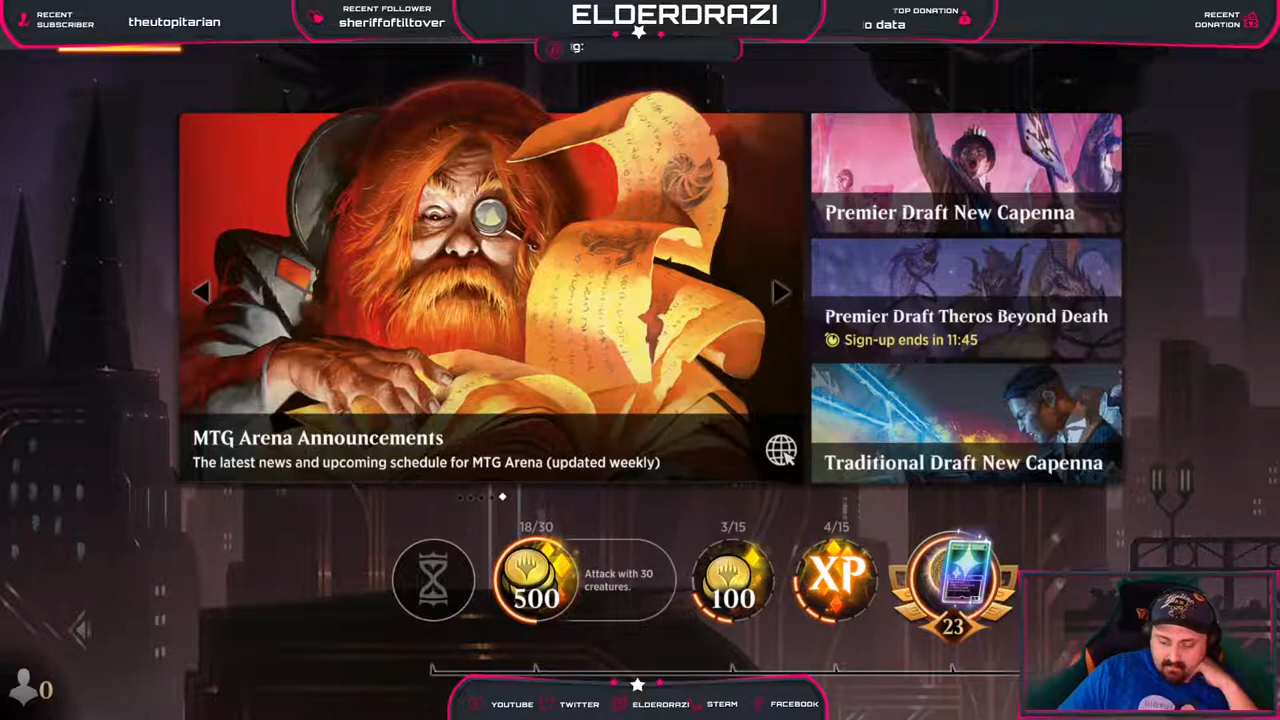 RECENT
SUBSCRIBER
theutopitarian
RECENT FOLLOWER
sheriffoftiltover
ELDERDRAZI
TOP DONATION
o data
RECENT
DONATION
g:
Premier Draft New Capenna
Premier Draft Theros Beyond Death
Sign-up ends in 11:45
MTG Arena Announcements
The latest news and upcoming schedule for MTG Arena (updated weekly)
Traditional Draft New Capenna
18/30
3/15
4/15
500
Attack with 30
creatures.
100
XP
23
0
YOUTUBE
TWITTER
ELDERDRAZI
STEAM
FACEBOOK